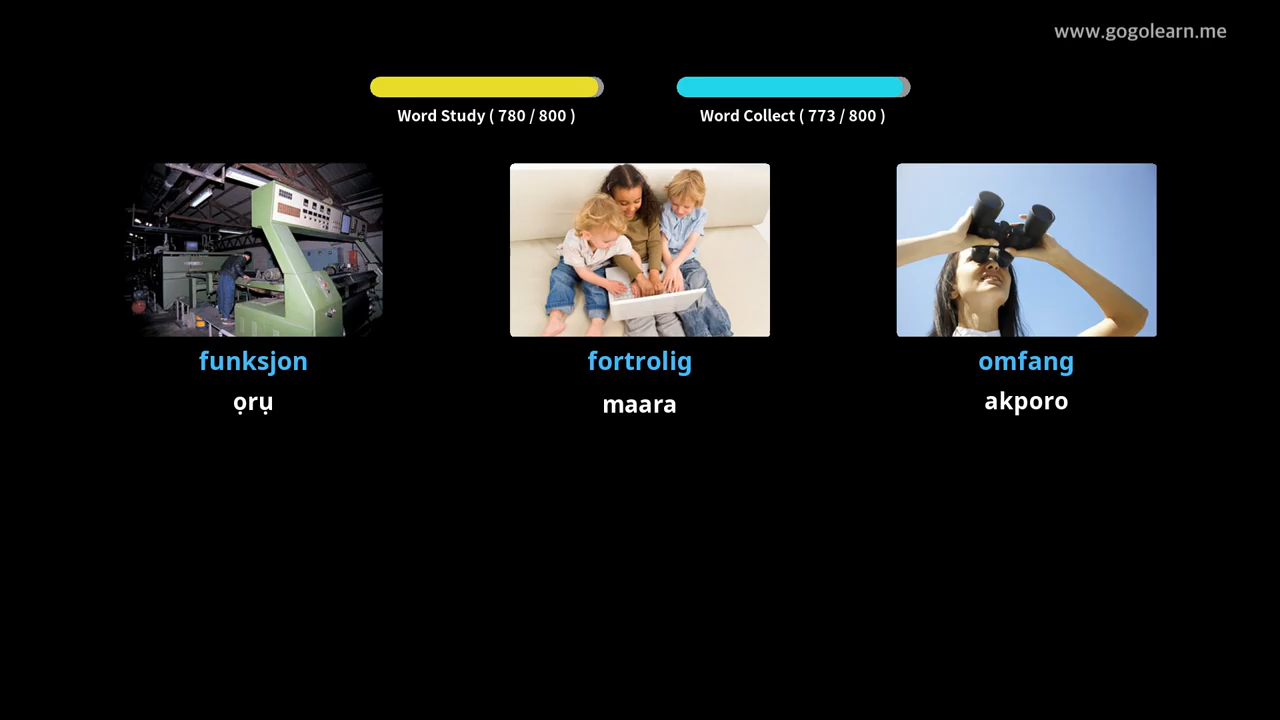 www.gogolearn.me
Word Study ( 780 / 800 )
Word Collect ( 773 / 800 )
funksjon
fortrolig
omfang
ọrụ
maara
akporo